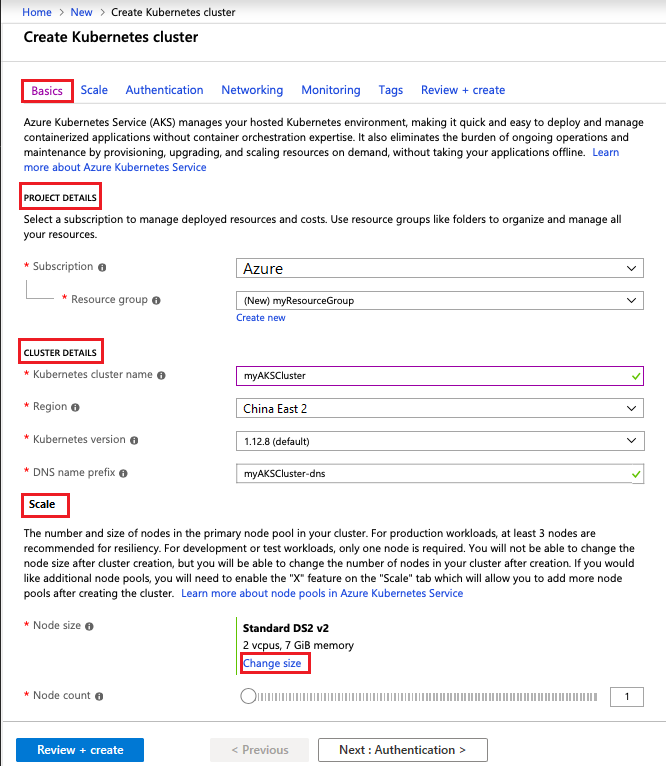 Home > New > Create Kubernetes cluster
Create Kubernetes cluster
Basics Scale Authentication Networking Monitoring Tags Review + create
Azure Kubernetes Service (AKS) manages your hosted Kubernetes environment, making it quick and easy to deploy and manage
containerized applications without container orchestration expertise. It also eliminates the burden of ongoing operations and
maintenance by provisioning, upgrading, and scaling resources on demand, without taking your applications offline. Learn
more about Azure Kubernetes Service
PROJECT DETAILS
Select a subscription to manage deployed resources and costs. Use resource groups like folders to organize and manage all
your resources.
* Subscription Azure
* Resource group (New) myResourceGroup
Create new
CLUSTER DETAILS
* Kubernetes cluster name myAKSCluster
* Region China East 2
* Kubernetes version 1.12.8 (default)
* DNS name prefix myAKSCluster-dns
Scale
The number and size of nodes in the primary node pool in your cluster. For production workloads, at least 3 nodes are
recommended for resiliency. For development or test workloads, only one node is required. You will not be able to change the
node size after cluster creation, but you will be able to change the number of nodes in your cluster after creation. If you would
like additional node pools, you will need to enable the "X" feature on the "Scale" tab which will allow you to add more node
pools after creating the cluster. Learn more about node pools in Azure Kubernetes Service
* Node size Standard DS2 v2
2 vcpus, 7 GiB memory
Change size
* Node count 1
Review + create < Previous Next : Authentication >